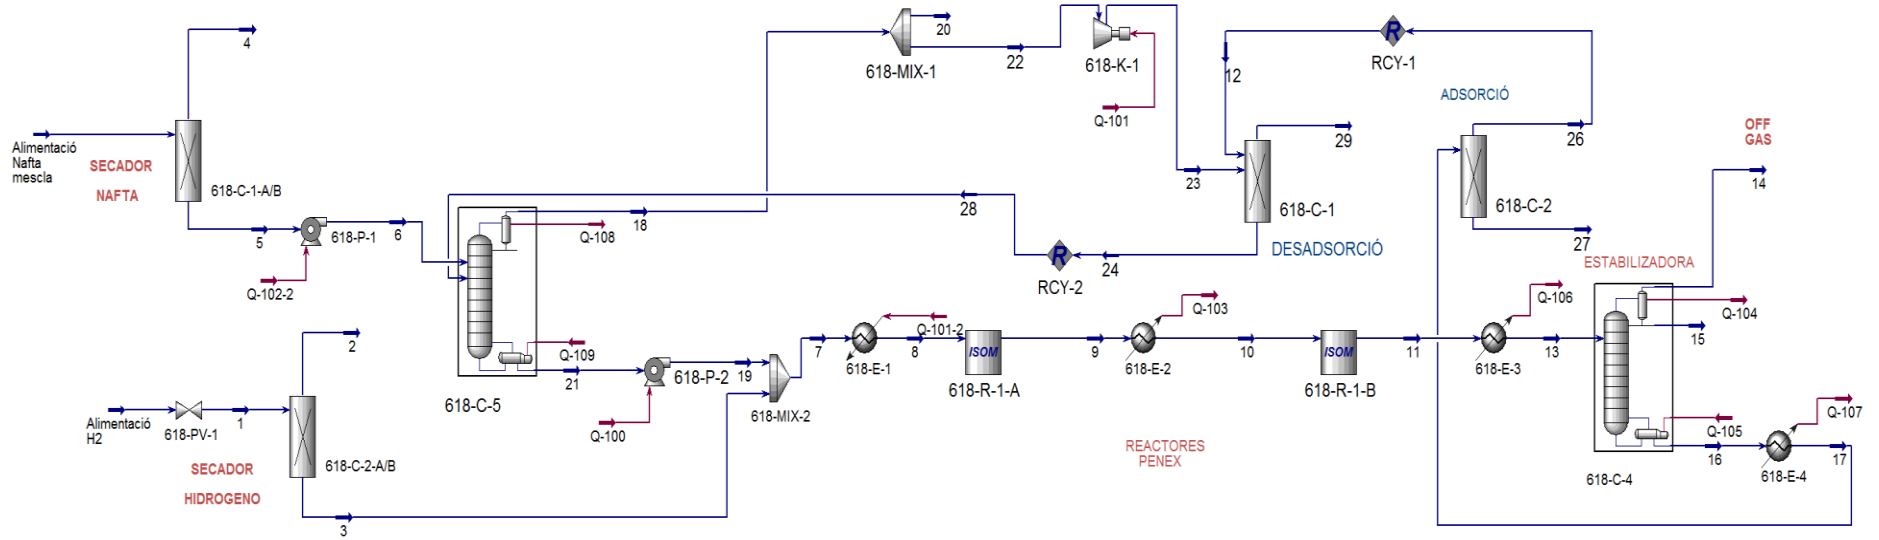 4
20
22
618-MIX-1
618-K-1
Q-101
R
RCY-1
12
ADSORCIÓ
26
OFF
GAS
14
Alimentació
Nafta
mescla
SECADOR
NAFTA
618-C-1-A/B
5
618-P-1
6
Q-102-2
18
Q-108
28
23
29
618-C-1
DESADSORCIÓ
618-C-2
27
ESTABILIZADORA
R
RCY-2
24
Q-109
21
618-C-5
618-P-2
19
Q-100
7
618-MIX-2
618-E-1
Q-101-2
8
ISOM
618-R-1-A
9
Q-103
618-E-2
10
ISOM
618-R-1-B
11
Q-106
618-E-3
13
Q-104
15
Q-105
618-C-4
16
618-E-4
Q-107
17
REACTORES
PENEX
2
Alimentació
H2
618-PV-1
1
618-C-2-A/B
SECADOR
HIDROGENO
3